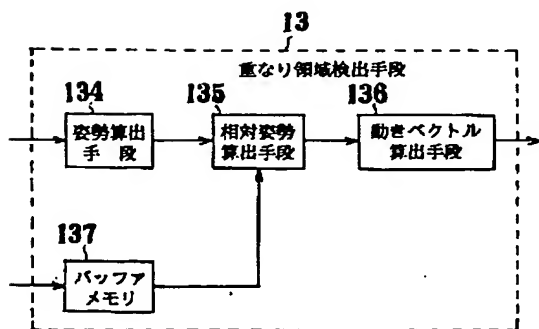 13
重なり領域検出手段
134
姿勢算出
手 段
135
相対姿勢
算出手段
136
動きベクトル
算出手段
137
バッファ
メモリ